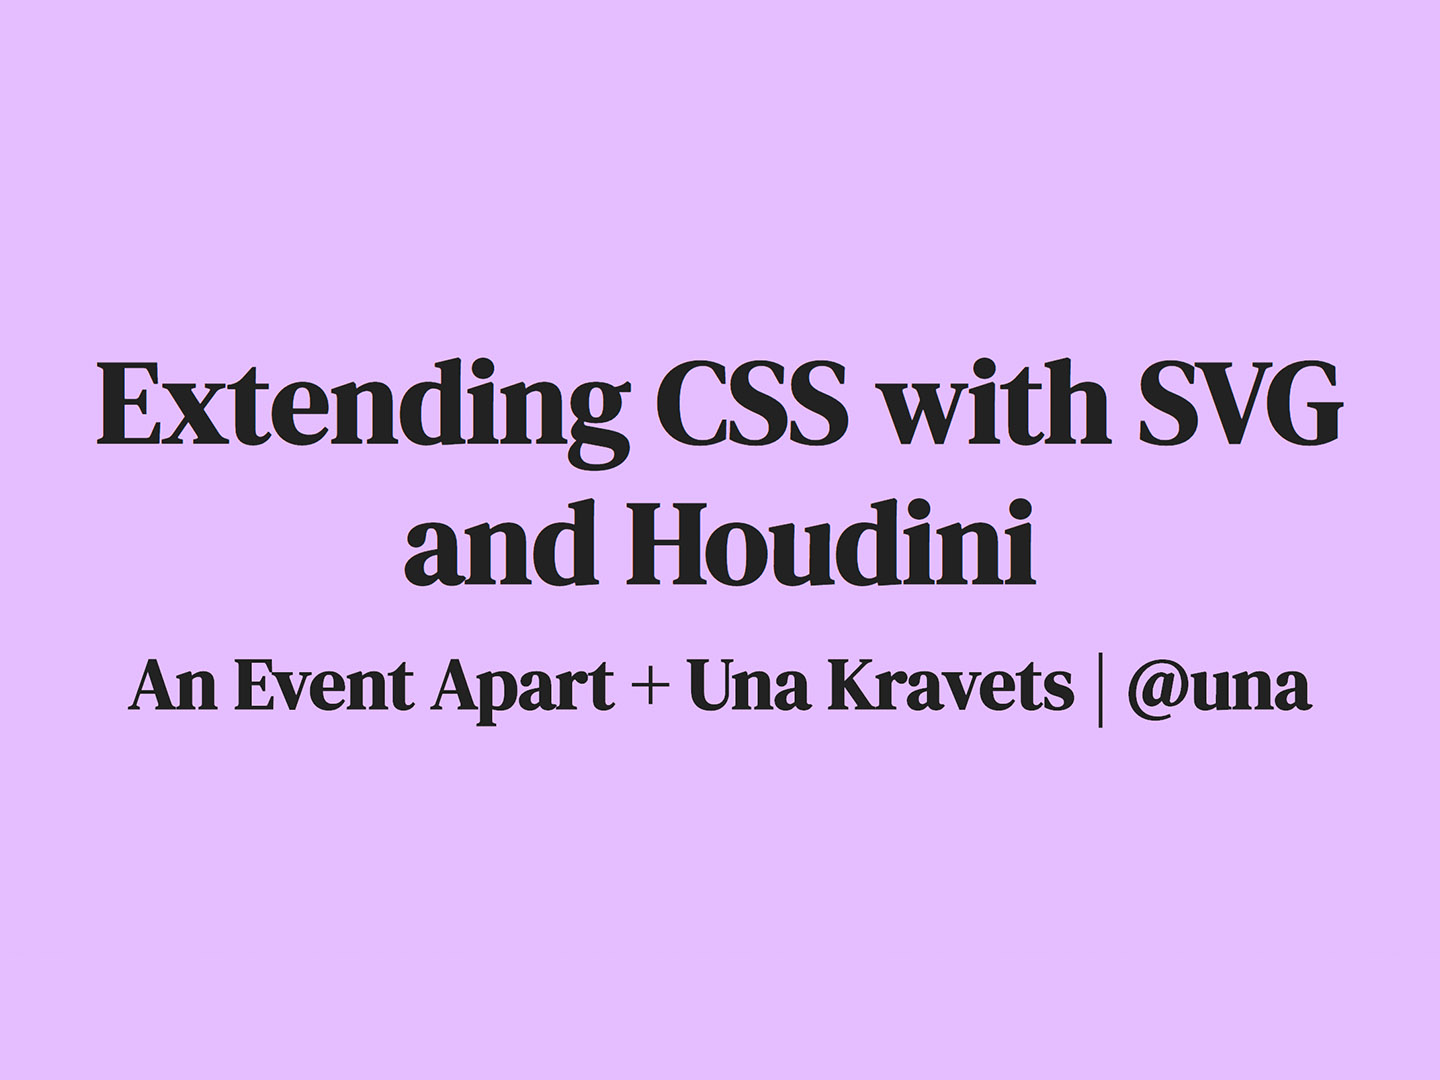 Extending CSS with SVG
and Houdini
An Event Apart + Una Kravets | @una